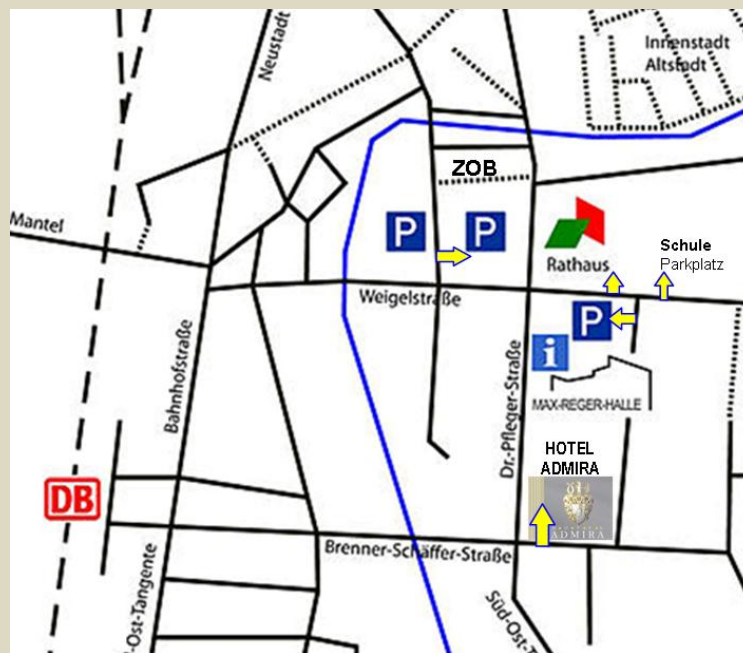 Neustadt
Innenstadt
Altstadt
ZOB
Mantel
P
P
Rathaus
Schule
Parkplatz
Weigelstraße
P
i
Bahnhofstraße
Dr.-Pfleger-Straße
MAX-REGER-HALLE
HOTEL
ADMIRA
DB
ADMIRA
Brenner-Schäffer-Straße
-Ost-Tangente
Süd-Ost-T